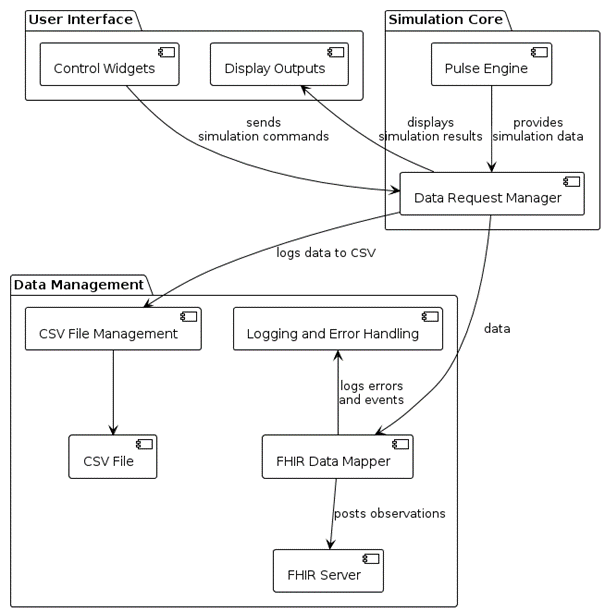 User Interface
Simulation Core
Control Widgets
Display Outputs
Pulse Engine
sends
simulation commands
displays
simulation results
provides
simulation data
Data Request Manager
logs data to CSV
Data Management
CSV File Management
Logging and Error Handling
data
logs errors
and events
CSV File
FHIR Data Mapper
posts observations
FHIR Server